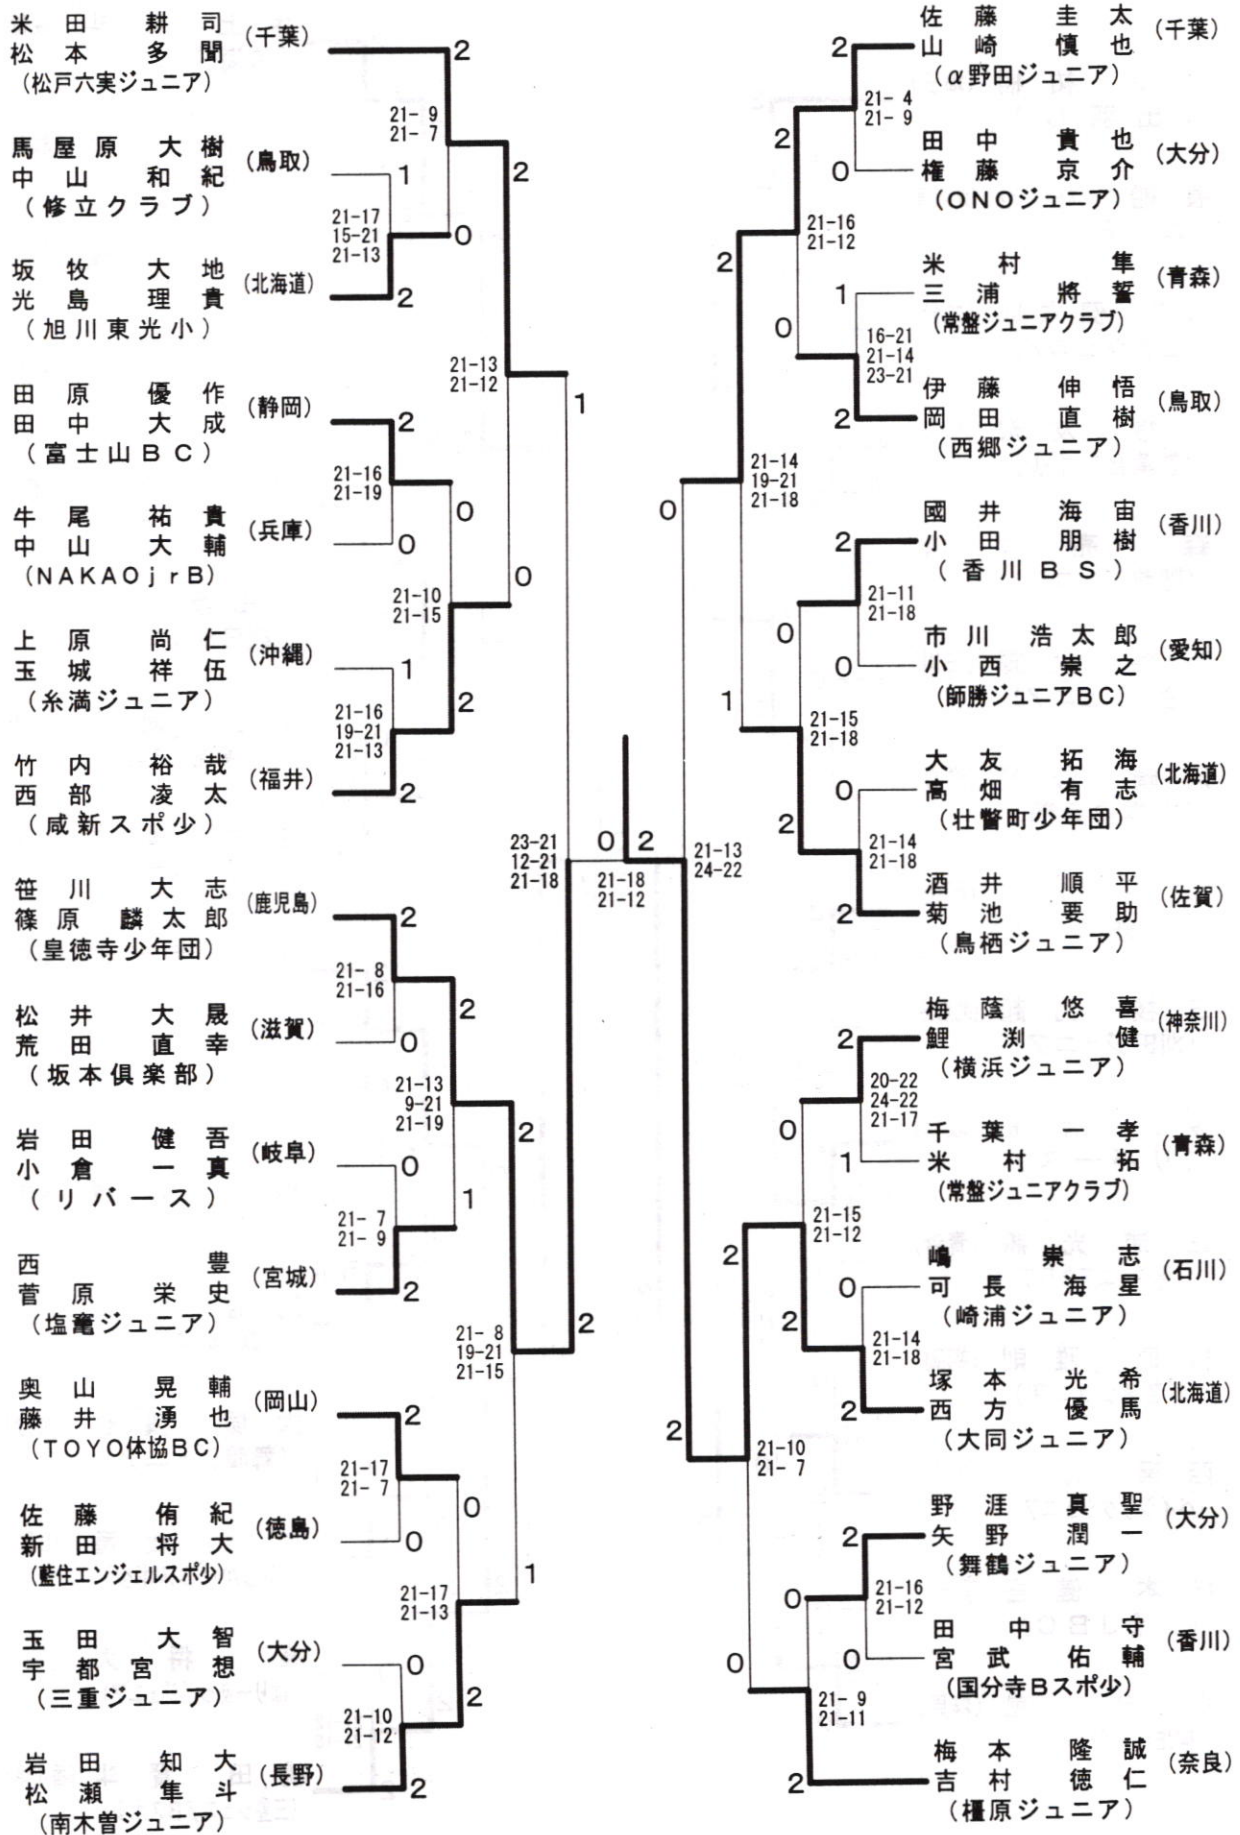 米田 耕司 (千葉)
松本 多聞
(松戸六実ジュニア)
2
21- 9
21- 7
馬屋原 大樹 (鳥取)
中山 和紀
(修立クラブ)
1
2
21-17
15-21
21-13
0
坂牧 大地 (北海道)
光島 理貴
(旭川東光小)
2
21-13
21-12
1
田原 優作 (静岡)
田中 大成
(富士山BC)
2
21-16
21-19
0
牛尾 祐貴 (兵庫)
中山 大輔
(NAKAOjrB)
0
0
21-10
21-15
上原 尚仁 (沖縄)
玉城 祥伍
(糸満ジュニア)
1
2
21-16
19-21
21-13
竹内 裕哉 (福井)
西部 凌太
(咸新スポ少)
2
23-21
12-21
21-18
0
2
21-18
21-12
笹川 大志 (鹿児島)
篠原 麟太郎
(皇徳寺少年団)
2
21- 8
21-16
2
松井 大晟 (滋賀)
荒田 直幸
(坂本倶楽部)
0
21-13
9-21
21-19
2
岩田 健吾 (岐阜)
小倉 一真
(リバース)
0
1
21- 7
21- 9
西 豊 (宮城)
菅原 栄史
(塩竈ジュニア)
2
2
21- 8
19-21
21-15
奥山 晃輔 (岡山)
藤井 湧也
(TOYO体協BC)
2
21-17
21- 7
0
佐藤 侑紀 (徳島)
新田 将大
(藍住エンジェルスポ少)
0
1
21-17
21-13
玉田 大智 (大分)
宇都宮 想
(三重ジュニア)
0
2
21-10
21-12
岩田 知大 (長野)
松瀬 隼斗
(南木曽ジュニア)
2
佐藤 圭太 (千葉)
山崎 慎也
(α野田ジュニア)
2
21- 4
21- 9
2
田中 貴也 (大分)
権藤 京介
(ONOジュニア)
0
21-16
21-12
2
米村 隼 (青森)
三浦 將誓
(常盤ジュニアクラブ)
1
0
16-21
21-14
23-21
伊藤 伸悟 (鳥取)
岡田 直樹
(西郷ジュニア)
2
21-14
19-21
21-18
0
國井 海宙 (香川)
小田 朋樹
(香川BS)
2
21-11
21-18
0
市川 浩太郎 (愛知)
小西 崇之
(師勝ジュニアBC)
0
1
21-15
21-18
大友 拓海 (北海道)
高畑 有志
(壮瞥町少年団)
0
2
21-14
21-18
21-13
24-22
酒井 順平 (佐賀)
菊池 要助
(鳥栖ジュニア)
2
梅蔭 悠喜 (神奈川)
鯉渕 健
(横浜ジュニア)
2
20-22
24-22
21-17
0
千葉 一孝 (青森)
米村 拓
(常盤ジュニアクラブ)
1
21-15
21-12
2
嶋 崇志 (石川)
可長 海星
(崎浦ジュニア)
0
2
21-14
21-18
塚本 光希 (北海道)
西方 優馬
(大同ジュニア)
2
2
21-10
21- 7
野涯 真聖 (大分)
矢野 潤一
(舞鶴ジュニア)
2
0
21-16
21-12
田中 守 (香川)
宮武 佑輔
(国分寺Bスポ少)
0
0
21- 9
21-11
梅本 隆誠 (奈良)
吉村 徳仁
(橿原ジュニア)
2